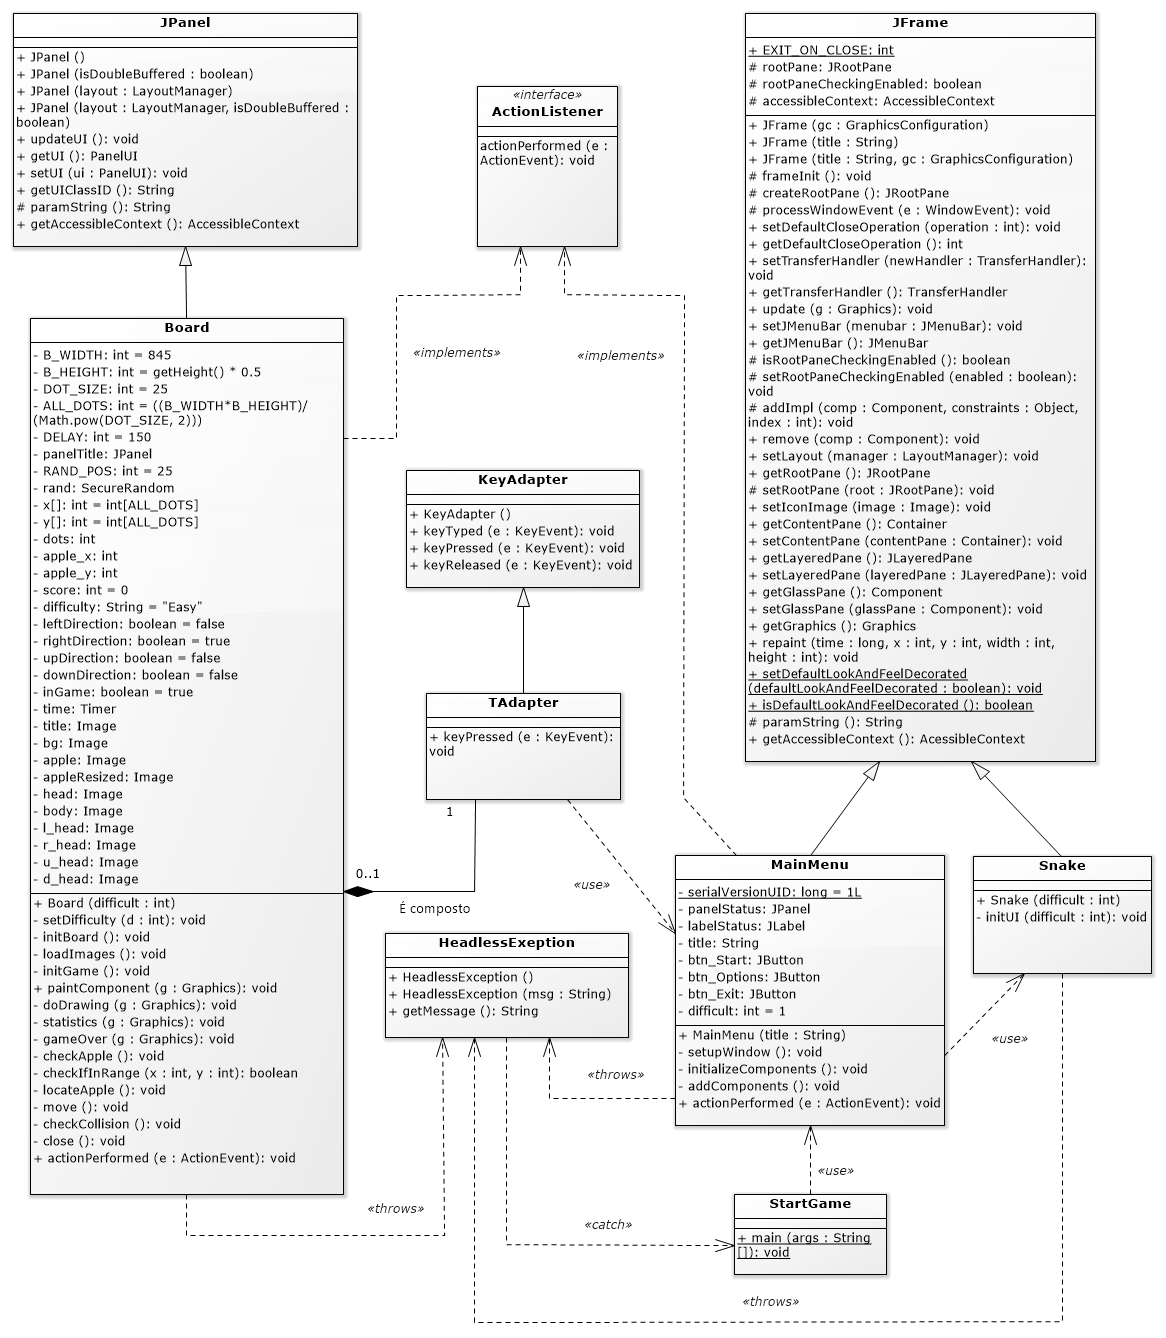 JPanel
+ JPanel ()
+ JPanel (isDoubleBuffered : boolean)
+ JPanel (layout : LayoutManager)
+ JPanel (layout : LayoutManager, isDoubleBuffered :
boolean)
+ updateUI (): void
+ getUI (): PanelUI
+ setUI (ui : PanelUI): void
+ getUIClassID (): String
# paramString (): String
+ getAccessibleContext (): AccessibleContext
«interface»
ActionListener
actionPerformed (e :
ActionEvent): void
JFrame
+ EXIT_ON_CLOSE: int
# rootPane: JRootPane
# rootPaneCheckingEnabled: boolean
# accessibleContext: AccessibleContext
+ JFrame (gc : GraphicsConfiguration)
+ JFrame (title : String)
+ JFrame (title : String, gc : GraphicsConfiguration)
# frameInit (): void
# createRootPane (): JRootPane
# processWindowEvent (e : WindowEvent): void
+ setDefaultCloseOperation (operation : int): void
+ getDefaultCloseOperation (): int
+ setTransferHandler (newHandler : TransferHandler):
void
+ getTransferHandler (): TransferHandler
+ update (g : Graphics): void
+ setJMenuBar (menubar : JMenuBar): void
+ getJMenuBar (): JMenuBar
# isRootPaneCheckingEnabled (): boolean
# setRootPaneCheckingEnabled (enabled : boolean):
void
# addImpl (comp : Component, constraints : Object,
index : int): void
+ remove (comp : Component): void
+ setLayout (manager : LayoutManager): void
+ getRootPane (): JRootPane
# setRootPane (root : JRootPane): void
+ setIconImage (image : Image): void
+ getContentPane (): Container
+ setContentPane (contentPane : Container): void
+ getLayeredPane (): JLayeredPane
+ setLayeredPane (layeredPane : JLayeredPane): void
+ getGlassPane (): Component
+ setGlassPane (glassPane : Component): void
+ getGraphics (): Graphics
+ repaint (time : long, x : int, y : int, width : int,
height : int): void
+ setDefaultLookAndFeelDecorated
(defaultLookAndFeelDecorated : boolean): void
+ isDefaultLookAndFeelDecorated (): boolean
# paramString (): String
+ getAccessibleContext (): AcessibleContext
Board
- B_WIDTH: int = 845
- B_HEIGHT: int = getHeight() * 0.5
- DOT_SIZE: int = 25
- ALL_DOTS: int = ((B_WIDTH*B_HEIGHT)/
(Math.pow(DOT_SIZE, 2)))
- DELAY: int = 150
- panelTitle: JPanel
- RAND_POS: int = 25
- rand: SecureRandom
- x[]: int = int[ALL_DOTS]
- y[]: int = int[ALL_DOTS]
- dots: int
- apple_x: int
- apple_y: int
- score: int = 0
- difficulty: String = "Easy"
- leftDirection: boolean = false
- rightDirection: boolean = true
- upDirection: boolean = false
- downDirection: boolean = false
- inGame: boolean = true
- time: Timer
- title: Image
- bg: Image
- apple: Image
- appleResized: Image
- head: Image
- body: Image
- l_head: Image
- r_head: Image
- u_head: Image
- d_head: Image
+ Board (difficult : int)
- setDifficulty (d : int): void
- initBoard (): void
- loadImages (): void
- initGame (): void
+ paintComponent (g : Graphics): void
- doDrawing (g : Graphics): void
- statistics (g : Graphics): void
- gameOver (g : Graphics): void
- checkApple (): void
- checkIfInRange (x : int, y : int): boolean
- locateApple (): void
- move (): void
- checkCollision (): void
- close (): void
+ actionPerformed (e : ActionEvent): void
«implements»
«implements»
KeyAdapter
+ KeyAdapter ()
+ keyTyped (e : KeyEvent): void
+ keyPressed (e : KeyEvent): void
+ keyReleased (e : KeyEvent): void
TAdapter
+ keyPressed (e : KeyEvent):
void
1
0..1
É composto
«use»
HeadlessExeption
+ HeadlessException ()
+ HeadlessException (msg : String)
+ getMessage (): String
MainMenu
- serialVersionUID: long = 1L
- panelStatus: JPanel
- labelStatus: JLabel
- title: String
- btn_Start: JButton
- btn_Options: JButton
- btn_Exit: JButton
- difficult: int = 1
+ MainMenu (title : String)
- setupWindow (): void
- initializeComponents (): void
- addComponents (): void
+ actionPerformed (e : ActionEvent): void
Snake
+ Snake (difficult : int)
- initUI (difficult : int): void
«use»
«throws»
«use»
StartGame
+ main (args : String
[]): void
«throws»
«catch»
«throws»